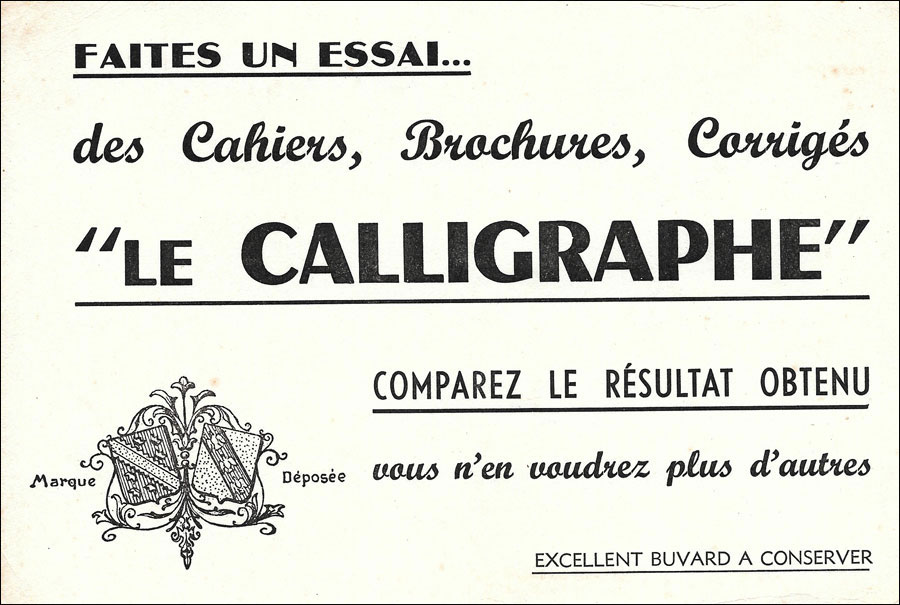 FAITES UN ESSAI...
des Cahiers, Brochures, Corrigés
“LE CALLIGRAPHE”
COMPAREZ LE RÉSULTAT OBTENU
Marque Déposée
vous n'en voudrez plus d'autres
EXCELLENT BUVARD A CONSERVER